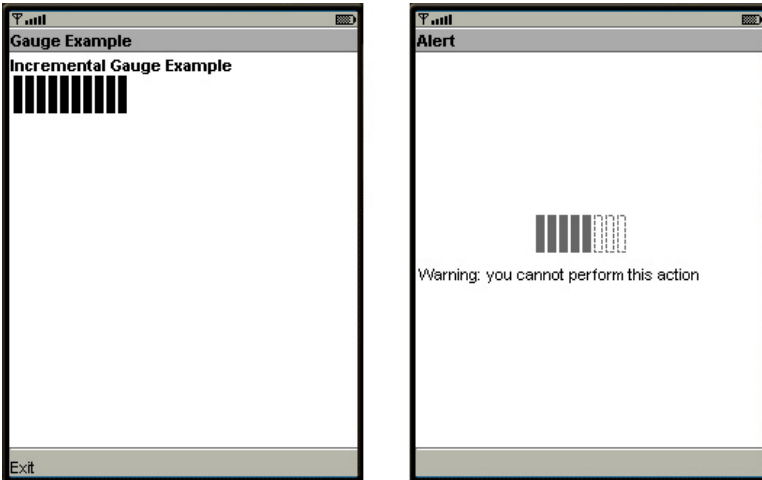 Gauge Example
Incremental Gauge Example
Exit
Alert
Warning: you cannot perform this action